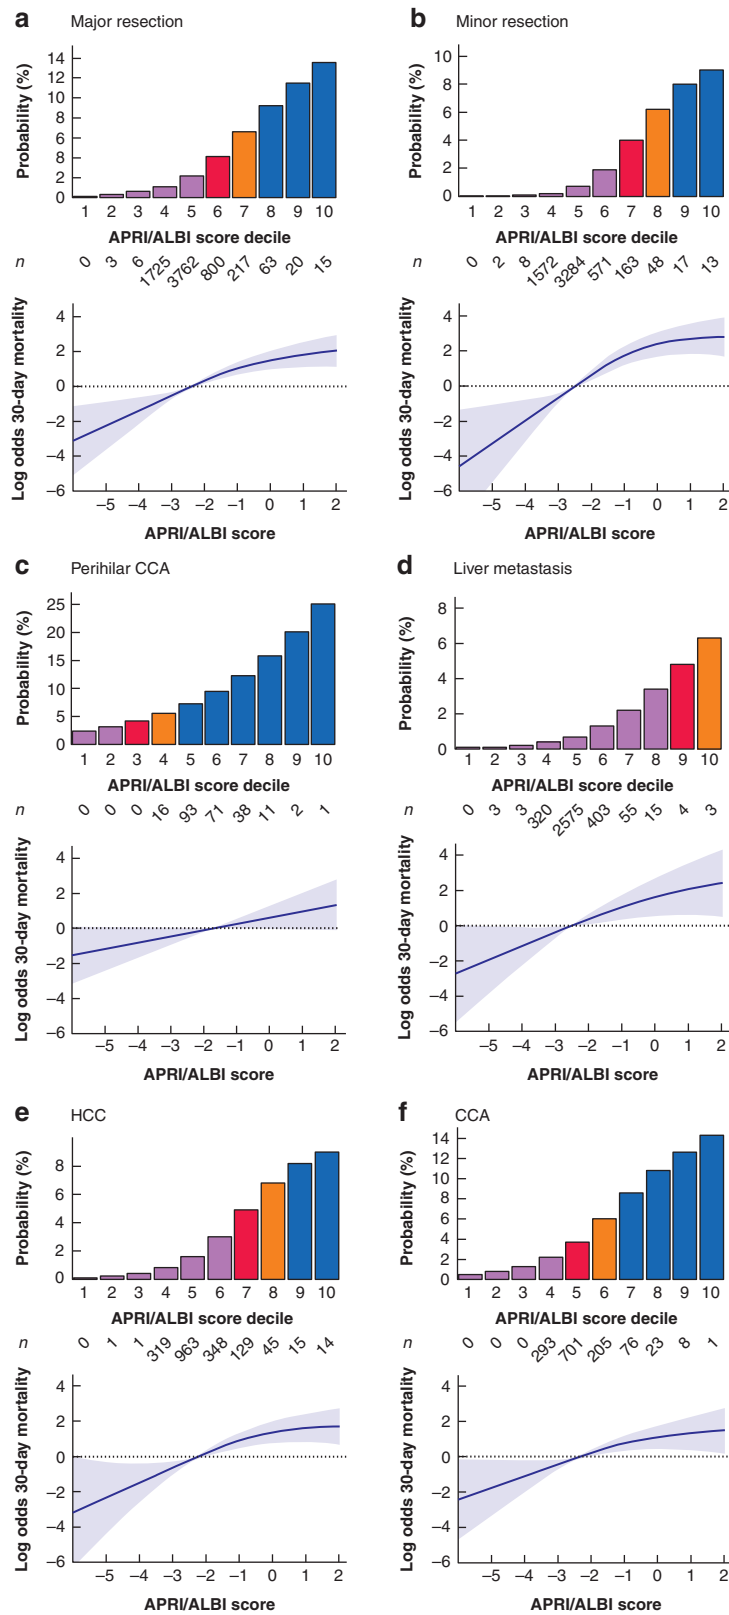 a Major resection
Probability (%)
14
12
10
8
6
8
2
0
1 2 3 4 5 6 7 8 9 10
APRI/ALBI score decile
n 0 3 6 1725 3762 800 217 63 20 15
Log odds 30-day mortality
4
2
0
−2
−4
−6
−5 −4 −3 −2 −1 0 1 2
APRI/ALBI score
b Minor resection
Probability (%)
10
8
6
4
2
0
1 2 3 4 5 6 7 8 9 10
APRI/ALBI score decile
n 0 2 8 1572 3284 571 163 48 17 13
Log odds 30-day mortality
4
2
0
−2
−4
−6
−5 −4 −3 −2 −1 0 1 2
APRI/ALBI score
c Perihilar CCA
Probability (%)
25
20
15
10
5
0
1 2 3 4 5 6 7 8 9 10
APRI/ALBI score decile
n 0 0 0 16 93 71 38 11 2 1
Log odds 30-day mortality
4
2
0
−2
−4
−6
−5 −4 −3 −2 −1 0 1 2
APRI/ALBI score
d Liver metastasis
Probability (%)
8
6
4
2
0
1 2 3 4 5 6 7 8 9 10
APRI/ALBI score decile
n 0 3 3 320 2575 403 55 15 4 3
Log odds 30-day mortality
4
2
0
−2
−4
−6
−5 −4 −3 −2 −1 0 1 2
APRI/ALBI score
e HCC
Probability (%)
8
6
4
2
0
1 2 3 4 5 6 7 8 9 10
APRI/ALBI score decile
n 0 1 1 319 963 348 129 45 15 14
Log odds 30-day mortality
4
2
0
−2
−4
−6
−5 −4 −3 −2 −1 0 1 2
APRI/ALBI score
f CCA
Probability (%)
14
12
10
8
6
4
2
0
1 2 3 4 5 6 7 8 9 10
APRI/ALBI score decile
n 0 0 0 293 701 205 76 23 8 1
Log odds 30-day mortality
4
2
0
−2
−4
−6
−5 −4 −3 −2 −1 0 1 2
APRI/ALBI score